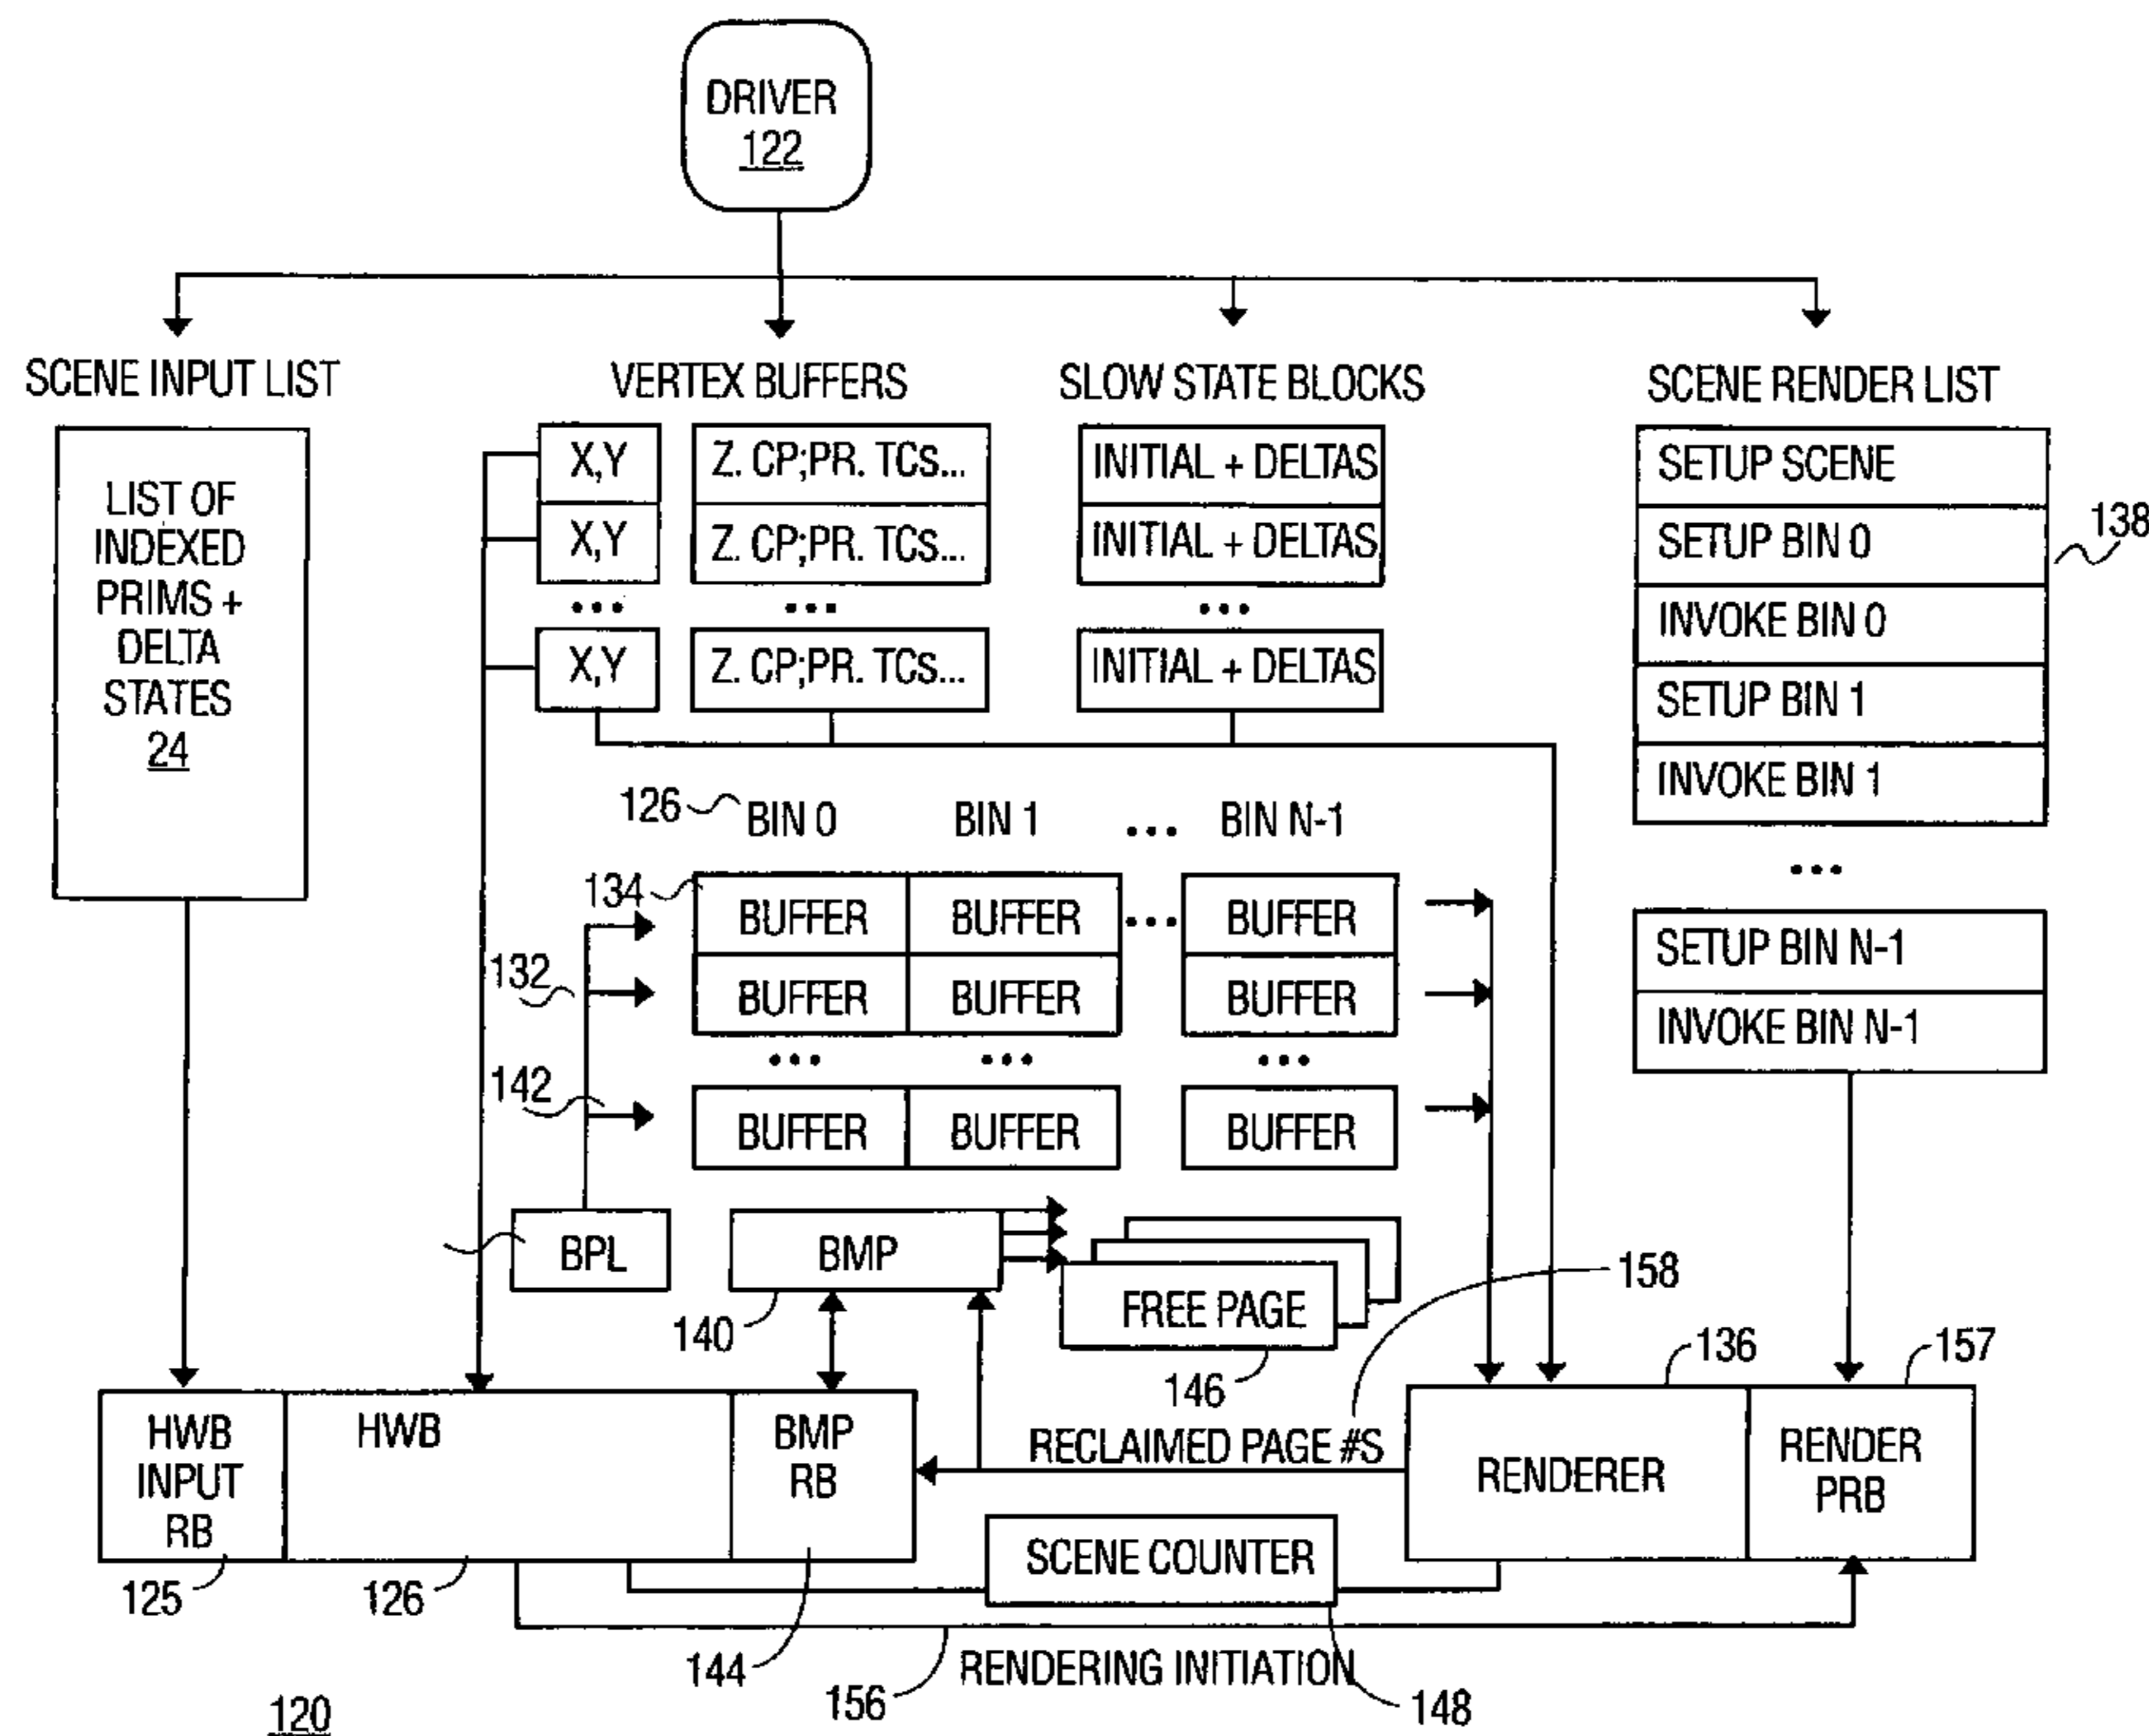 DRIVER
122
SCENE INPUT LIST
VERTEX BUFFERS
SLOW STATE BLOCKS
SCENE RENDER LIST
LIST OF
INDEXED
PRIMS +
DELTA
STATES
24
X,Y
Z. CP;PR. TCs...
INITIAL + DELTAS
X,Y
Z. CP;PR. TCs...
INITIAL + DELTAS
... ... ...
X,Y
Z. CP;PR. TCs...
INITIAL + DELTAS
SETUP SCENE
SETUP BIN 0
INVOKE BIN 0
SETUP BIN 1
INVOKE BIN 1
...
SETUP BIN N-1
INVOKE BIN N-1
138
126
BIN 0 BIN 1 ... BIN N-1
134
BUFFER BUFFER ... BUFFER
132
BUFFER BUFFER BUFFER
... ... ...
142
BUFFER BUFFER BUFFER
BPL
BMP
140
FREE PAGE
146
158
136
157
HWB
INPUT
RB
HWB
BMP
RB
RECLAIMED PAGE #S
RENDERER
RENDER
PRB
SCENE COUNTER
125
126
144
156
RENDERING INITIATION
148
120